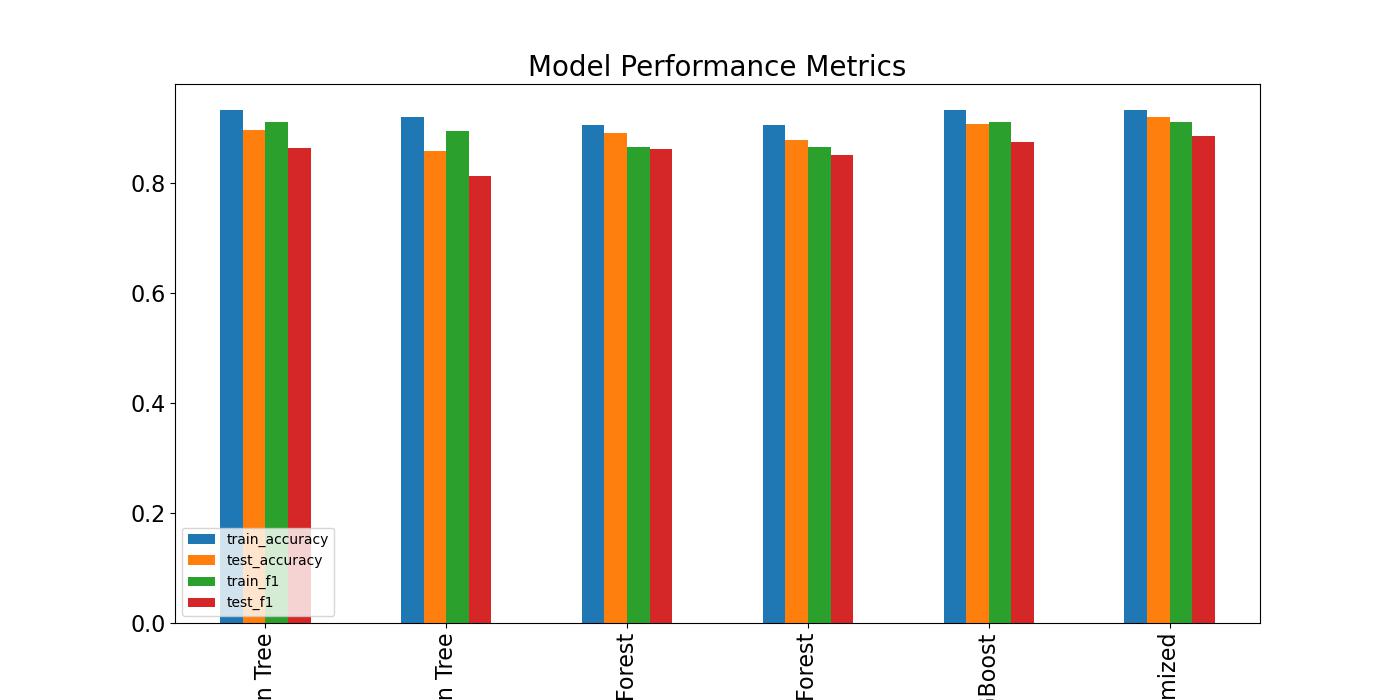 Model Performance Metrics
0.8
0.6
0.4
0.2
0.0
train_accuracy
test_accuracy
train_f1
test_f1
n Tree
n Tree
Forest
Forest
Boost
mized